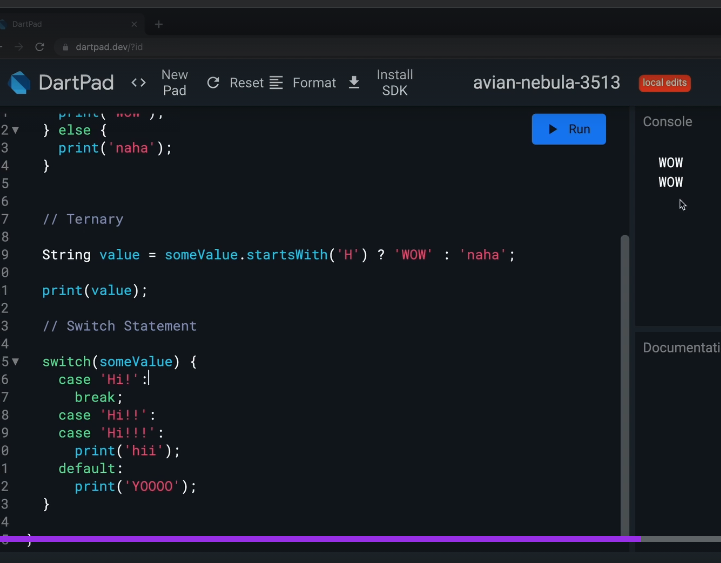 DartPad
dartpad.dev/?id
DartPad <> New Pad Reset Format Install SDK avian-nebula-3513 local edits
print('WOW');
Run
Console
2 } else {
3 print('naha');
4 }
5
6
7 // Ternary
8
9 String value = someValue.startsWith('H') ? 'WOW' : 'naha';
0
1 print(value);
2
3 // Switch Statement
4
5 switch(someValue) {
6 case 'Hi!':
7 break;
8 case 'Hi!!':
9 case 'Hi!!!':
0 print('hii');
1 default:
2 print('YOOOO');
3 }
4
}
WOW
WOW
Documentati